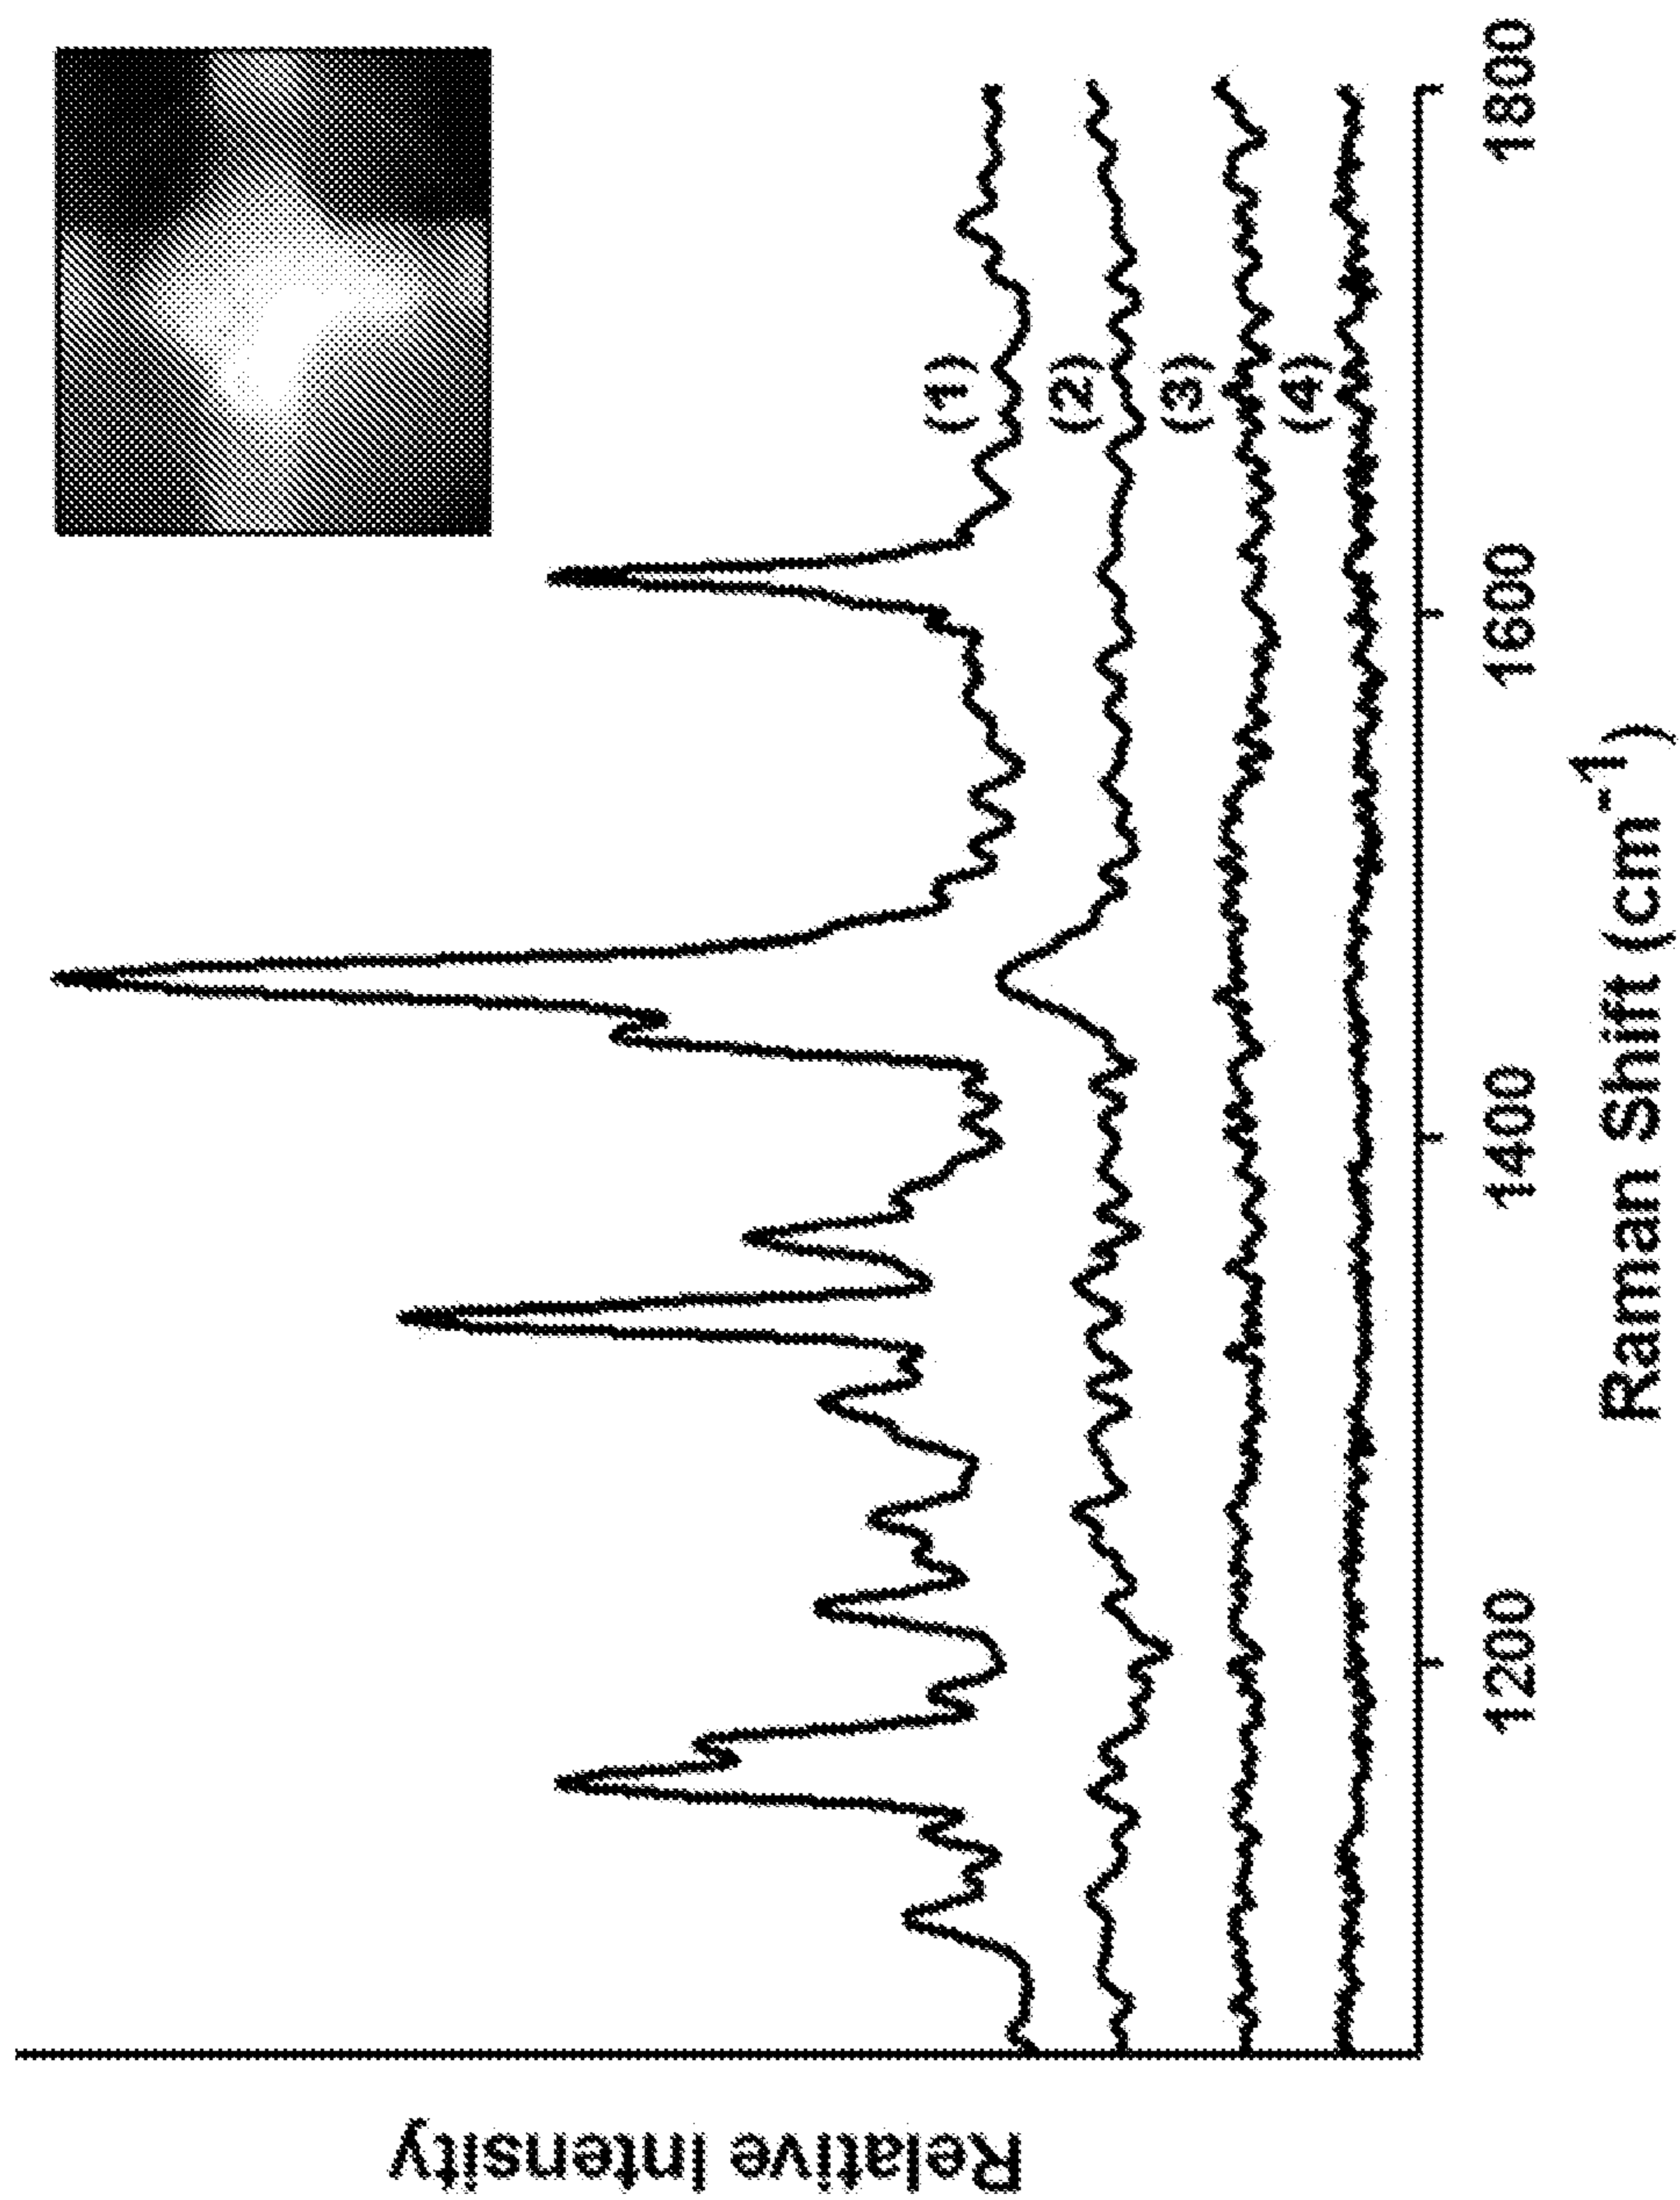 Relative Intensity
(1)
(2)
(3)
(4)
1200 1400 1600 1800
Raman Shift (cm⁻¹)